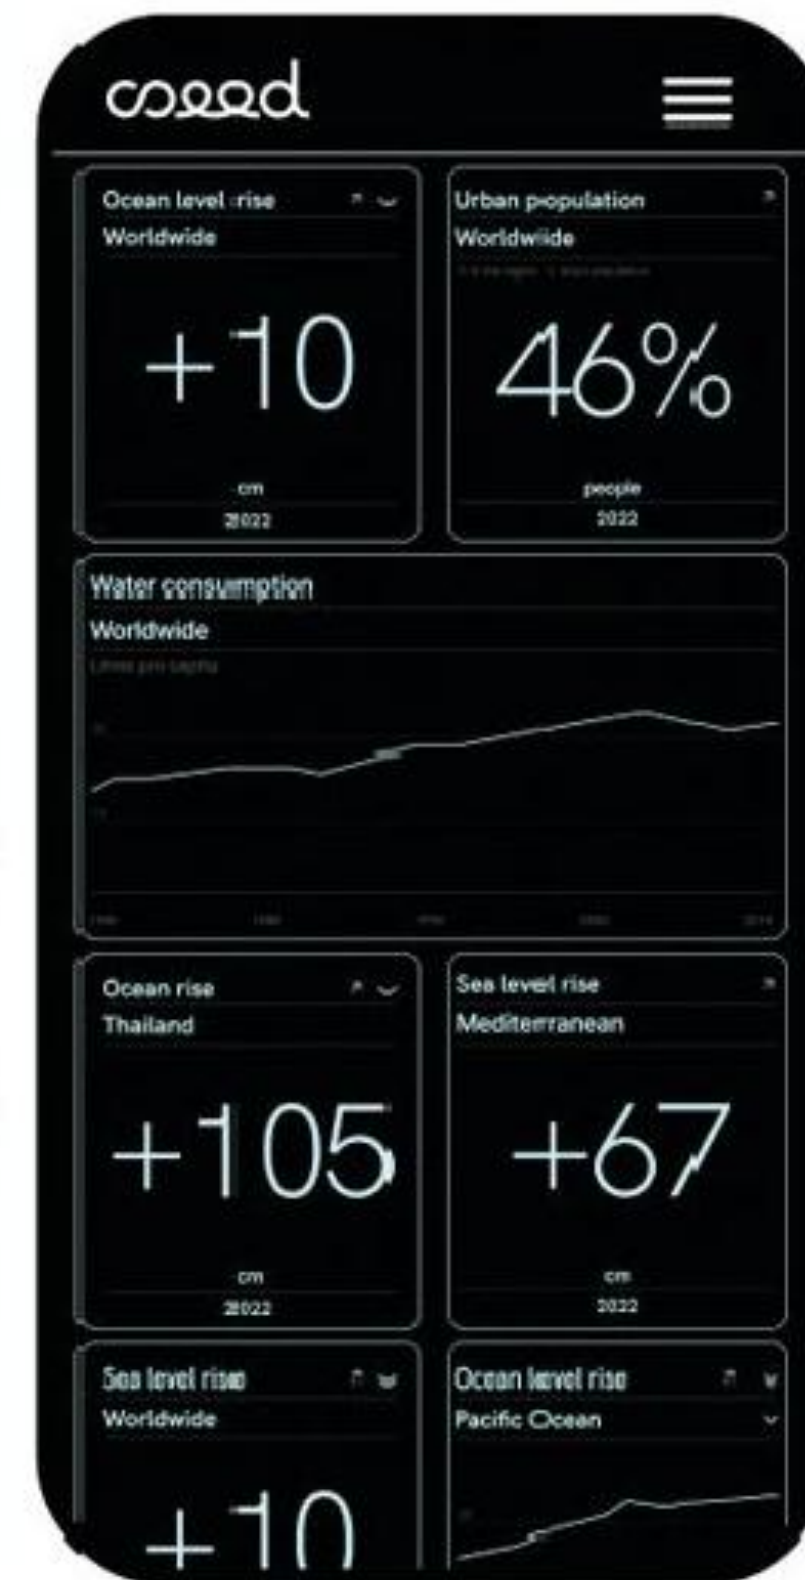 cseed
Ocean level rise
Worldwide
+10
cm
2022
Urban population
Worldwide
46%
people
2022
Water consumption
Worldwide
Ocean rise
Thailand
+105
cm
2022
Sea level rise
Mediterranean
+67
cm
2022
Sea level rise
Worldwide
+10
Ocean level rise
Pacific Ocean